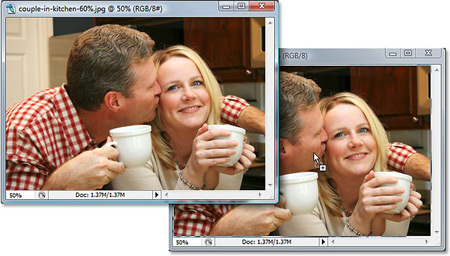 couple-in-kitchen-60%.jpg @ 50% (RGB/8#)
(RGB/8)
50%
Doc: 1.37M/1.37M
50%
Doc: 1.37M/1.37M